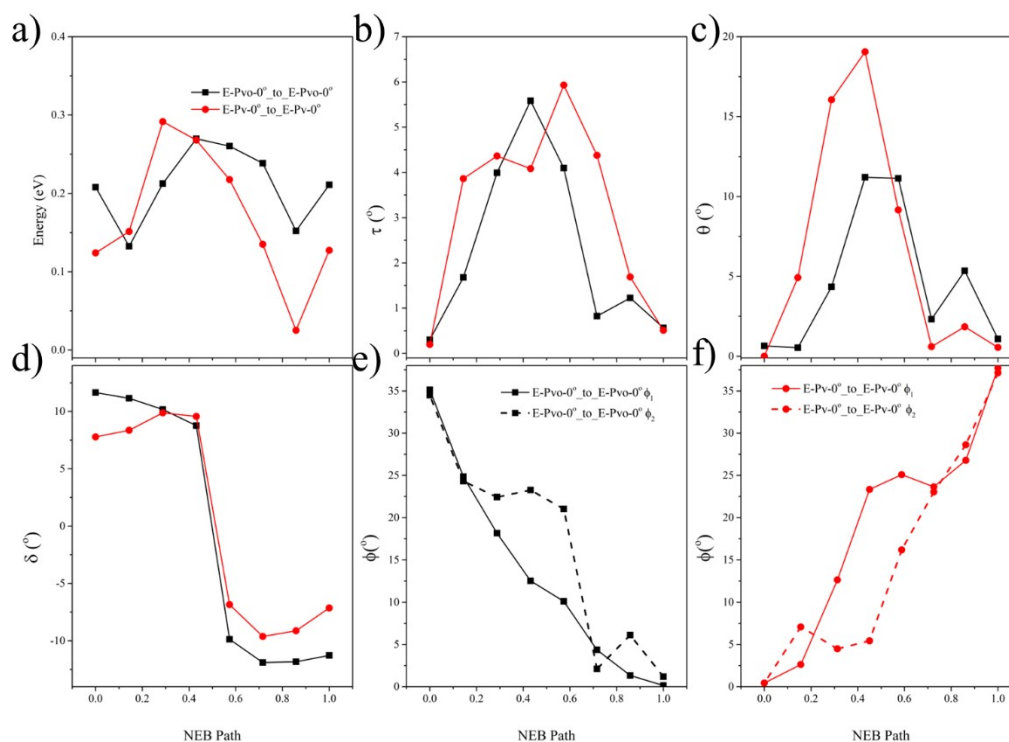 a)
b)
c)
0.4
0.3
0.2
0.1
0.0
Energy (eV)
E-Pvo-0°_to_E-Pvo-0°
E-Pv-0°_to_E-Pv-0°
7
6
5
4
3
2
1
0
τ (°)
20
15
10
5
0
θ (°)
d)
e)
f)
10
5
0
-5
-10
δ (°)
0.0 0.2 0.4 0.6 0.8 1.0
NEB Path
35
30
25
20
15
10
5
0
ϕ(°)
E-Pvo-0°_to_E-Pvo-0° ϕ₁
E-Pvo-0°_to_E-Pvo-0° ϕ₂
0.0 0.2 0.4 0.6 0.8 1.0
NEB Path
35
30
25
20
15
10
5
0
ϕ(°)
E-Pv-0°_to_E-Pv-0° ϕ₁
E-Pv-0°_to_E-Pv-0° ϕ₂
0.0 0.2 0.4 0.6 0.8 1.0
NEB Path